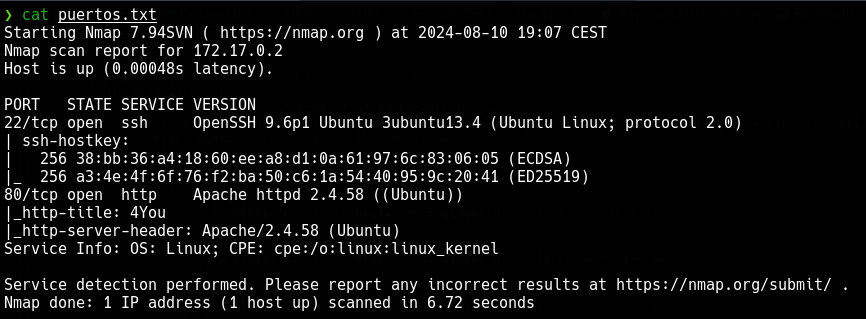 ❯ cat puertos.txt
Starting Nmap 7.94SVN ( https://nmap.org ) at 2024-08-10 19:07 CEST
Nmap scan report for 172.17.0.2
Host is up (0.00048s latency).

PORT   STATE SERVICE VERSION
22/tcp open  ssh     OpenSSH 9.6p1 Ubuntu 3ubuntu13.4 (Ubuntu Linux; protocol 2.0)
| ssh-hostkey:
|   256 38:bb:36:a4:18:60:ee:a8:d1:0a:61:97:6c:83:06:05 (ECDSA)
|_  256 a3:4e:4f:6f:76:f2:ba:50:c6:1a:54:40:95:9c:20:41 (ED25519)
80/tcp open  http    Apache httpd 2.4.58 ((Ubuntu))
|_http-title: 4You
|_http-server-header: Apache/2.4.58 (Ubuntu)
Service Info: OS: Linux; CPE: cpe:/o:linux:linux_kernel

Service detection performed. Please report any incorrect results at https://nmap.org/submit/ .
Nmap done: 1 IP address (1 host up) scanned in 6.72 seconds